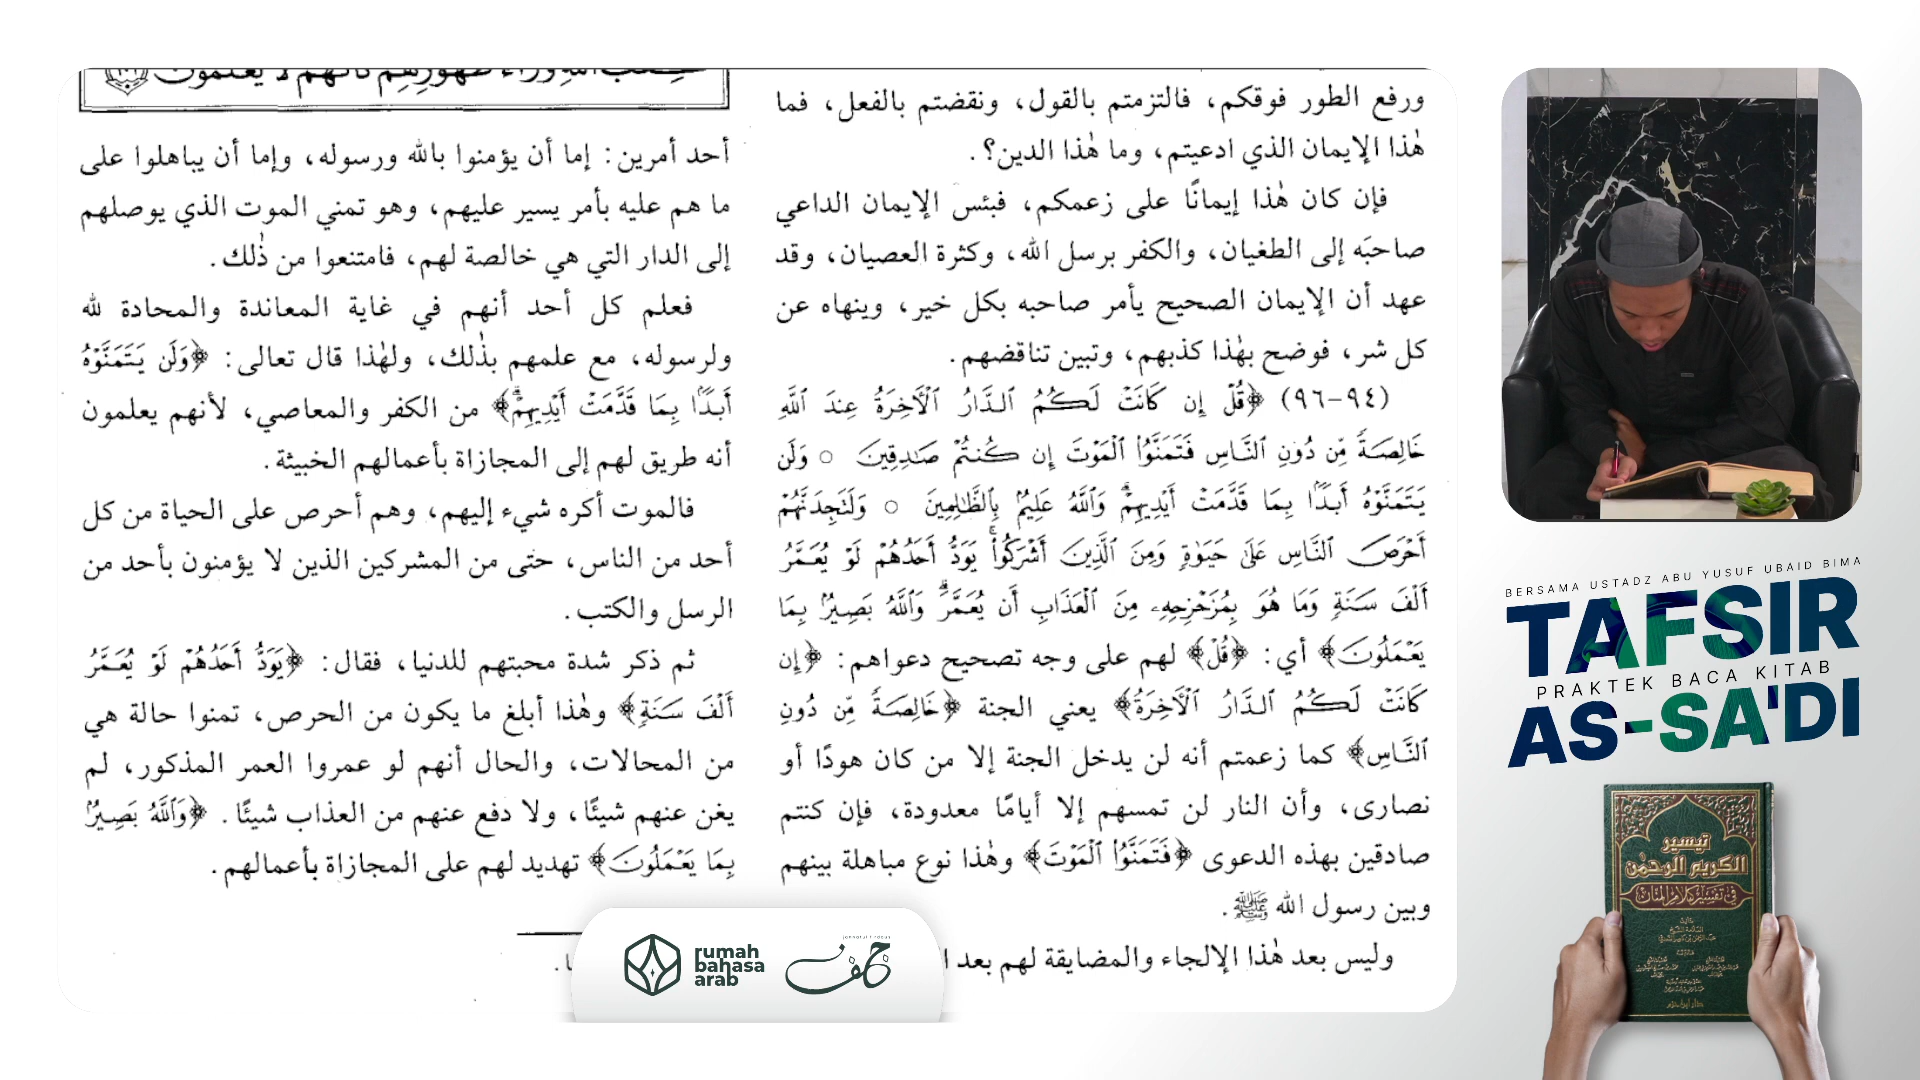 ورفع الطور فوقكم، فالتزمتم بالقول، ونقضتم بالفعل، فما
هٰذا الإيمان الذي ادعيتم، وما هٰذا الدين؟.
فإن كان هٰذا إيمانًا على زعمكم، فبئس الإيمان الداعي
صاحبَه إلى الطغيان، والكفر برسل الله، وكثرة العصيان، وقد
عهد أن الإيمان الصحيح يأمر صاحبه بكل خير، وينهاه عن
كل شر، فوضح بهٰذا كذبهم، وتبين تناقضهم.
(٩٤-٩٦) ﴿قُلْ إِن كَانَتْ لَكُمُ ٱلدَّارُ ٱلْآخِرَةُ عِندَ ٱللَّهِ
خَالِصَةً مِّن دُونِ ٱلنَّاسِ فَتَمَنَّوُا۟ ٱلْمَوْتَ إِن كُنتُمْ صَٰدِقِينَ ○ وَلَن
يَتَمَنَّوْهُ أَبَدًۢا بِمَا قَدَّمَتْ أَيْدِيهِمْ ۗ وَٱللَّهُ عَلِيمٌۢ بِٱلظَّٰلِمِينَ ○ وَلَتَجِدَنَّهُمْ
أَحْرَصَ ٱلنَّاسِ عَلَىٰ حَيَوٰةٍ وَمِنَ ٱلَّذِينَ أَشْرَكُوا۟ ۚ يَوَدُّ أَحَدُهُمْ لَوْ يُعَمَّرُ
أَلْفَ سَنَةٍ وَمَا هُوَ بِمُزَحْزِحِهِۦ مِنَ ٱلْعَذَابِ أَن يُعَمَّرَ ۗ وَٱللَّهُ بَصِيرٌۢ بِمَا
يَعْمَلُونَ﴾ أي: ﴿قُلْ﴾ لهم على وجه تصحيح دعواهم: ﴿إِن
كَانَتْ لَكُمُ ٱلدَّارُ ٱلْآخِرَةُ﴾ يعني الجنة ﴿خَالِصَةً مِّن دُونِ
ٱلنَّاسِ﴾ كما زعمتم أنه لن يدخل الجنة إلا من كان هودًا أو
نصارى، وأن النار لن تمسهم إلا أيامًا معدودة، فإن كنتم
صادقين بهذه الدعوى ﴿فَتَمَنَّوُا۟ ٱلْمَوْتَ﴾ وهٰذا نوع مباهلة بينهم
وبين رسول الله ﷺ.
وليس بعد هٰذا الإلجاء والمضايقة لهم بعد
أحد أمرين: إما أن يؤمنوا بالله ورسوله، وإما أن يباهلوا على
ما هم عليه بأمر يسير عليهم، وهو تمني الموت الذي يوصلهم
إلى الدار التي هي خالصة لهم، فامتنعوا من ذٰلك.
فعلم كل أحد أنهم في غاية المعاندة والمحادة لله
ولرسوله، مع علمهم بذٰلك، ولهٰذا قال تعالى: ﴿وَلَن يَتَمَنَّوْهُ
أَبَدًۢا بِمَا قَدَّمَتْ أَيْدِيهِمْ ۗ﴾ من الكفر والمعاصي، لأنهم يعلمون
أنه طريق لهم إلى المجازاة بأعمالهم الخبيثة.
فالموت أكره شيء إليهم، وهم أحرص على الحياة من كل
أحد من الناس، حتى من المشركين الذين لا يؤمنون بأحد من
الرسل والكتب.
ثم ذكر شدة محبتهم للدنيا، فقال: ﴿يَوَدُّ أَحَدُهُمْ لَوْ يُعَمَّرُ
أَلْفَ سَنَةٍ﴾ وهٰذا أبلغ ما يكون من الحرص، تمنوا حالة هي
من المحالات، والحال أنهم لو عمروا العمر المذكور، لم
يغن عنهم شيئًا، ولا دفع عنهم من العذاب شيئًا. ﴿وَٱللَّهُ بَصِيرٌۢ
بِمَا يَعْمَلُونَ﴾ تهديد لهم على المجازاة بأعمالهم.
rumah
bahasa
arab
BERSAMA USTADZ ABU YUSUF UBAID BIMA
TAFSIR
PRAKTEK BACA KITAB
AS-SA'DI
تيسير
الكريم الرحمن
في تفسير كلام المنان